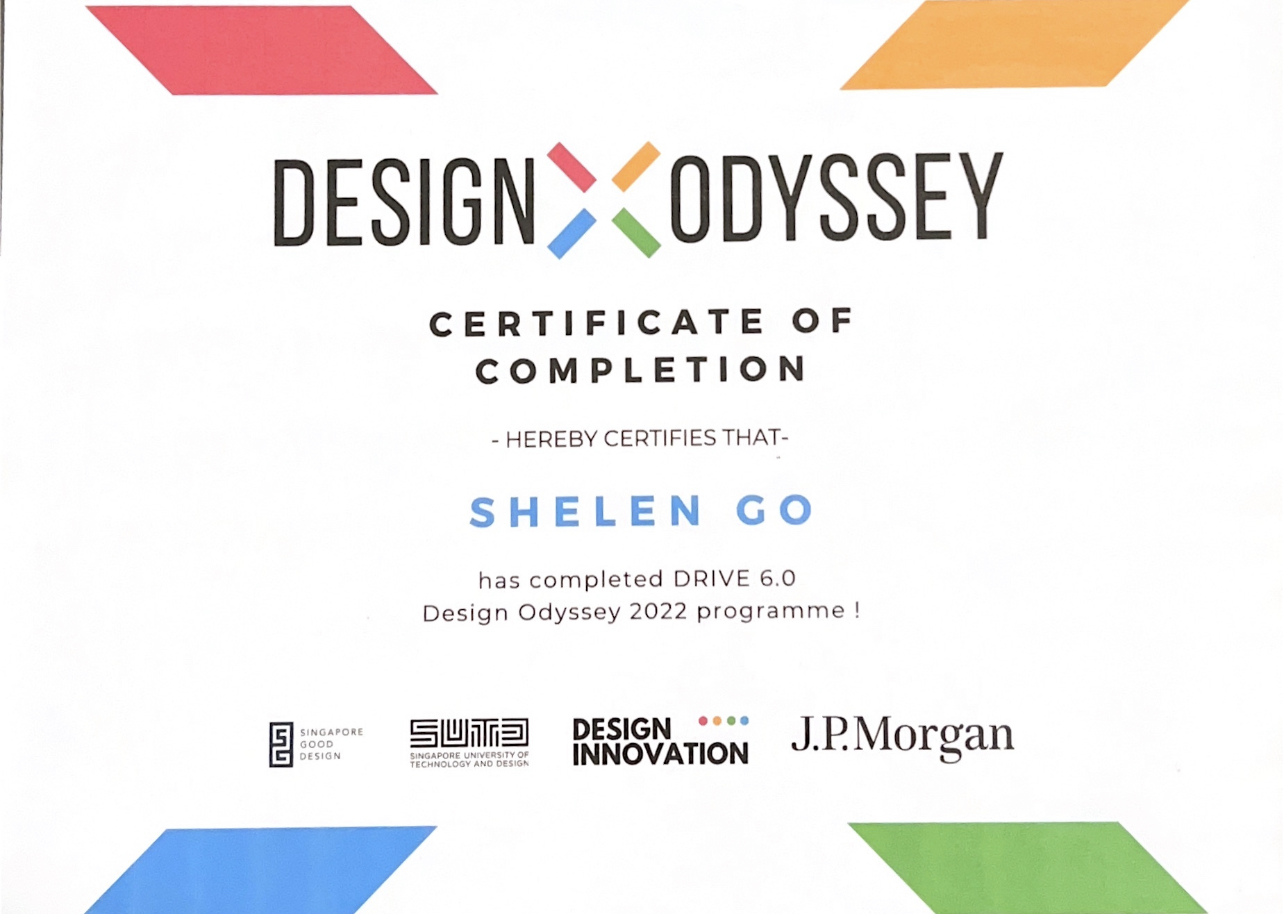 DESIGN ODYSSEY
CERTIFICATE OF
COMPLETION
- HEREBY CERTIFIES THAT-
SHELEN GO
has completed DRIVE 6.0
Design Odyssey 2022 programme !
SINGAPORE
GOOD
DESIGN
SUTD
SINGAPORE UNIVERSITY OF
TECHNOLOGY AND DESIGN
DESIGN
INNOVATION
J.P.Morgan